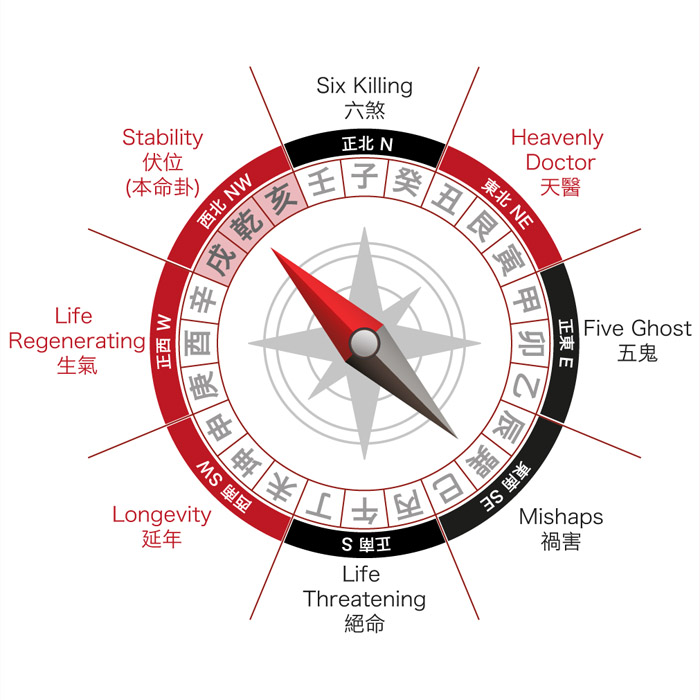 Six Killing
六煞
Heavenly
Doctor
天醫
Five Ghost
五鬼
Mishaps
禍害
Life
Threatening
絕命
Longevity
延年
Life
Regenerating
生氣
Stability
伏位
(本命卦)
正北 N
東北 NE
正東 E
東南 SE
正南 S
西南 SW
正西 W
西北 NW
壬
子
癸
丑
艮
寅
甲
卯
乙
辰
巽
巳
丙
午
丁
未
坤
申
庚
酉
辛
戌
乾
亥